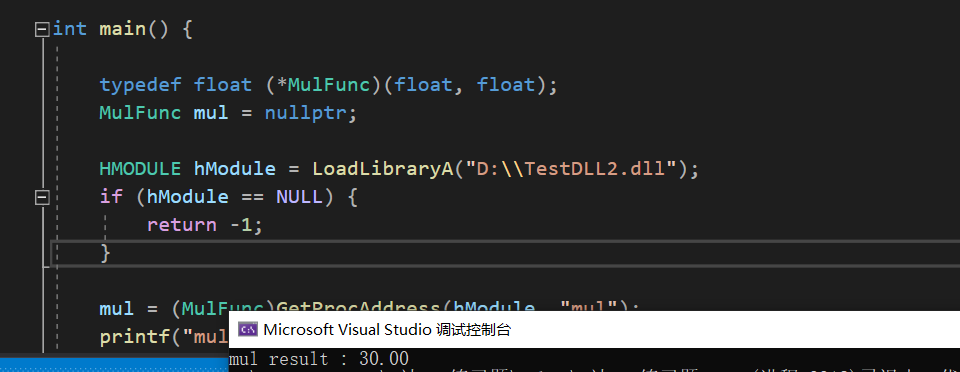 int main() {
typedef float (*MulFunc)(float, float);
MulFunc mul = nullptr;
HMODULE hModule = LoadLibraryA("D:\\TestDLL2.dll");
if (hModule == NULL) {
return -1;
}
mul = (MulFunc)GetProcAddress(hModule, "mul");
printf("mul
Microsoft Visual Studio 调试控制台
mul result : 30.00